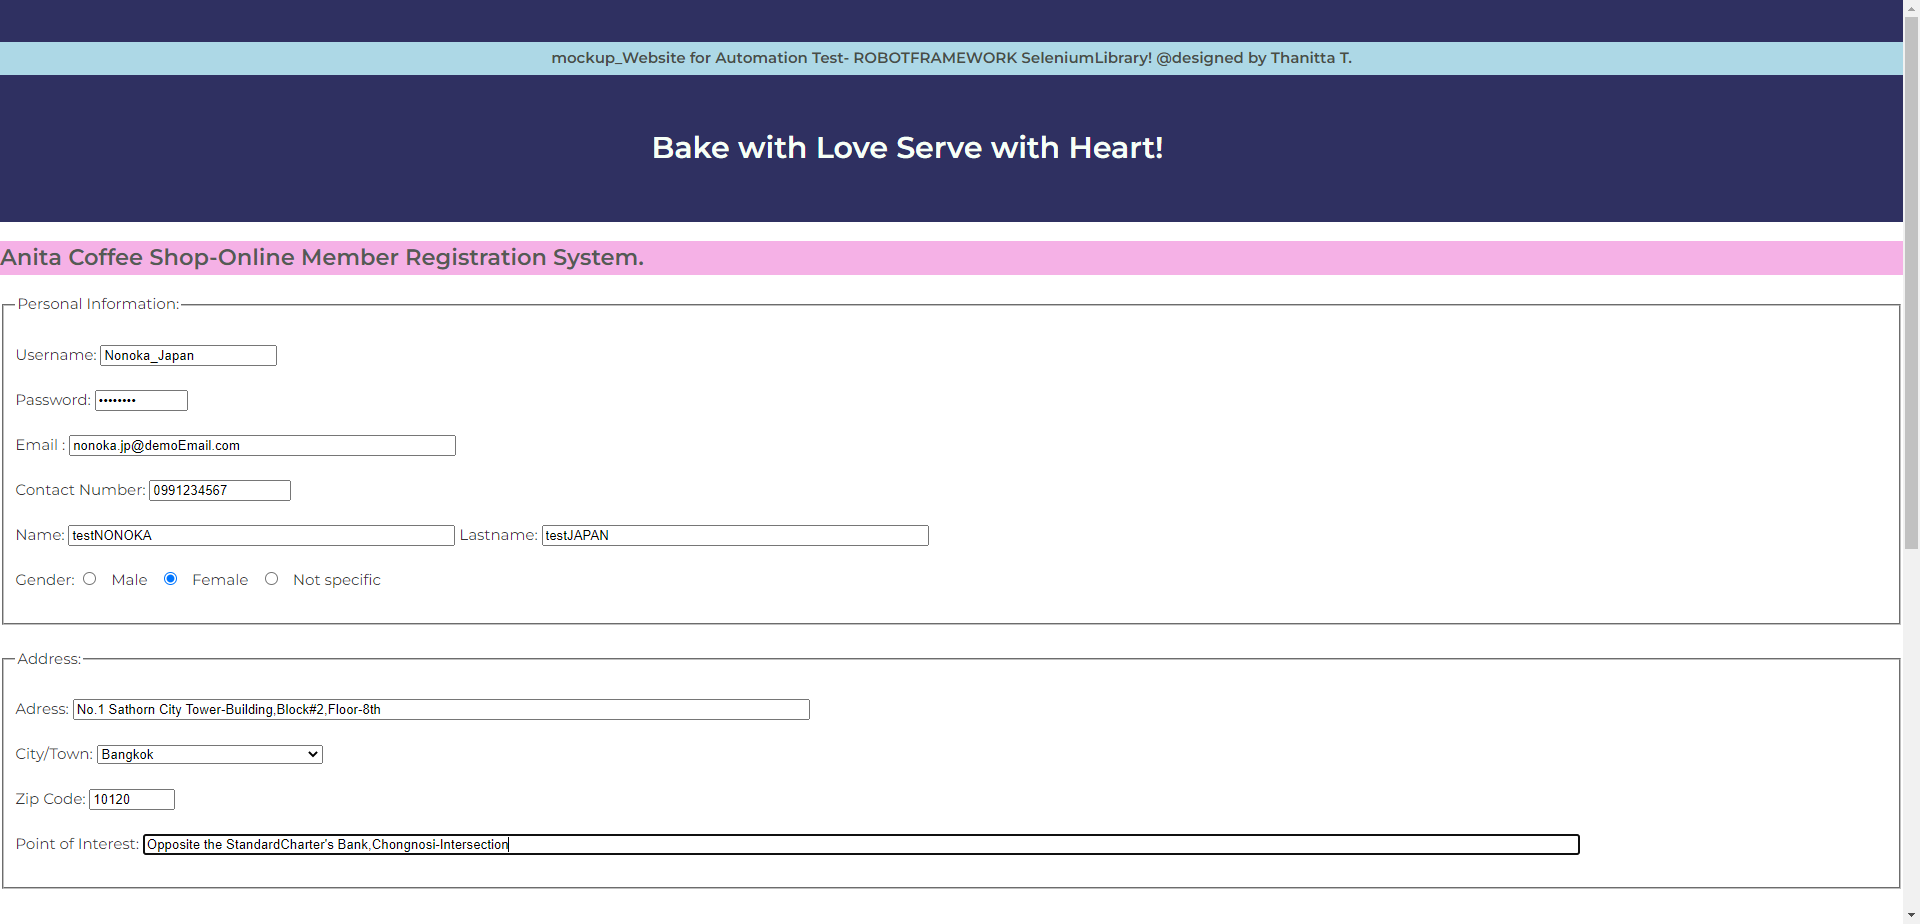 mockup_Website for Automation Test- ROBOTFRAMEWORK SeleniumLibrary! @designed by Thanitta T.
Bake with Love Serve with Heart!
Anita Coffee Shop-Online Member Registration System.
Personal Information:
Username: Nonoka_Japan
Password: ••••••••
Email : nonoka.jp@demoEmail.com
Contact Number: 0991234567
Name: testNONOKA Lastname: testJAPAN
Gender: Male Female Not specific
Address:
Adress: No.1 Sathorn City Tower-Building,Block#2,Floor-8th
City/Town: Bangkok
Zip Code: 10120
Point of Interest: Opposite the StandardCharter's Bank,Chongnosi-Intersection